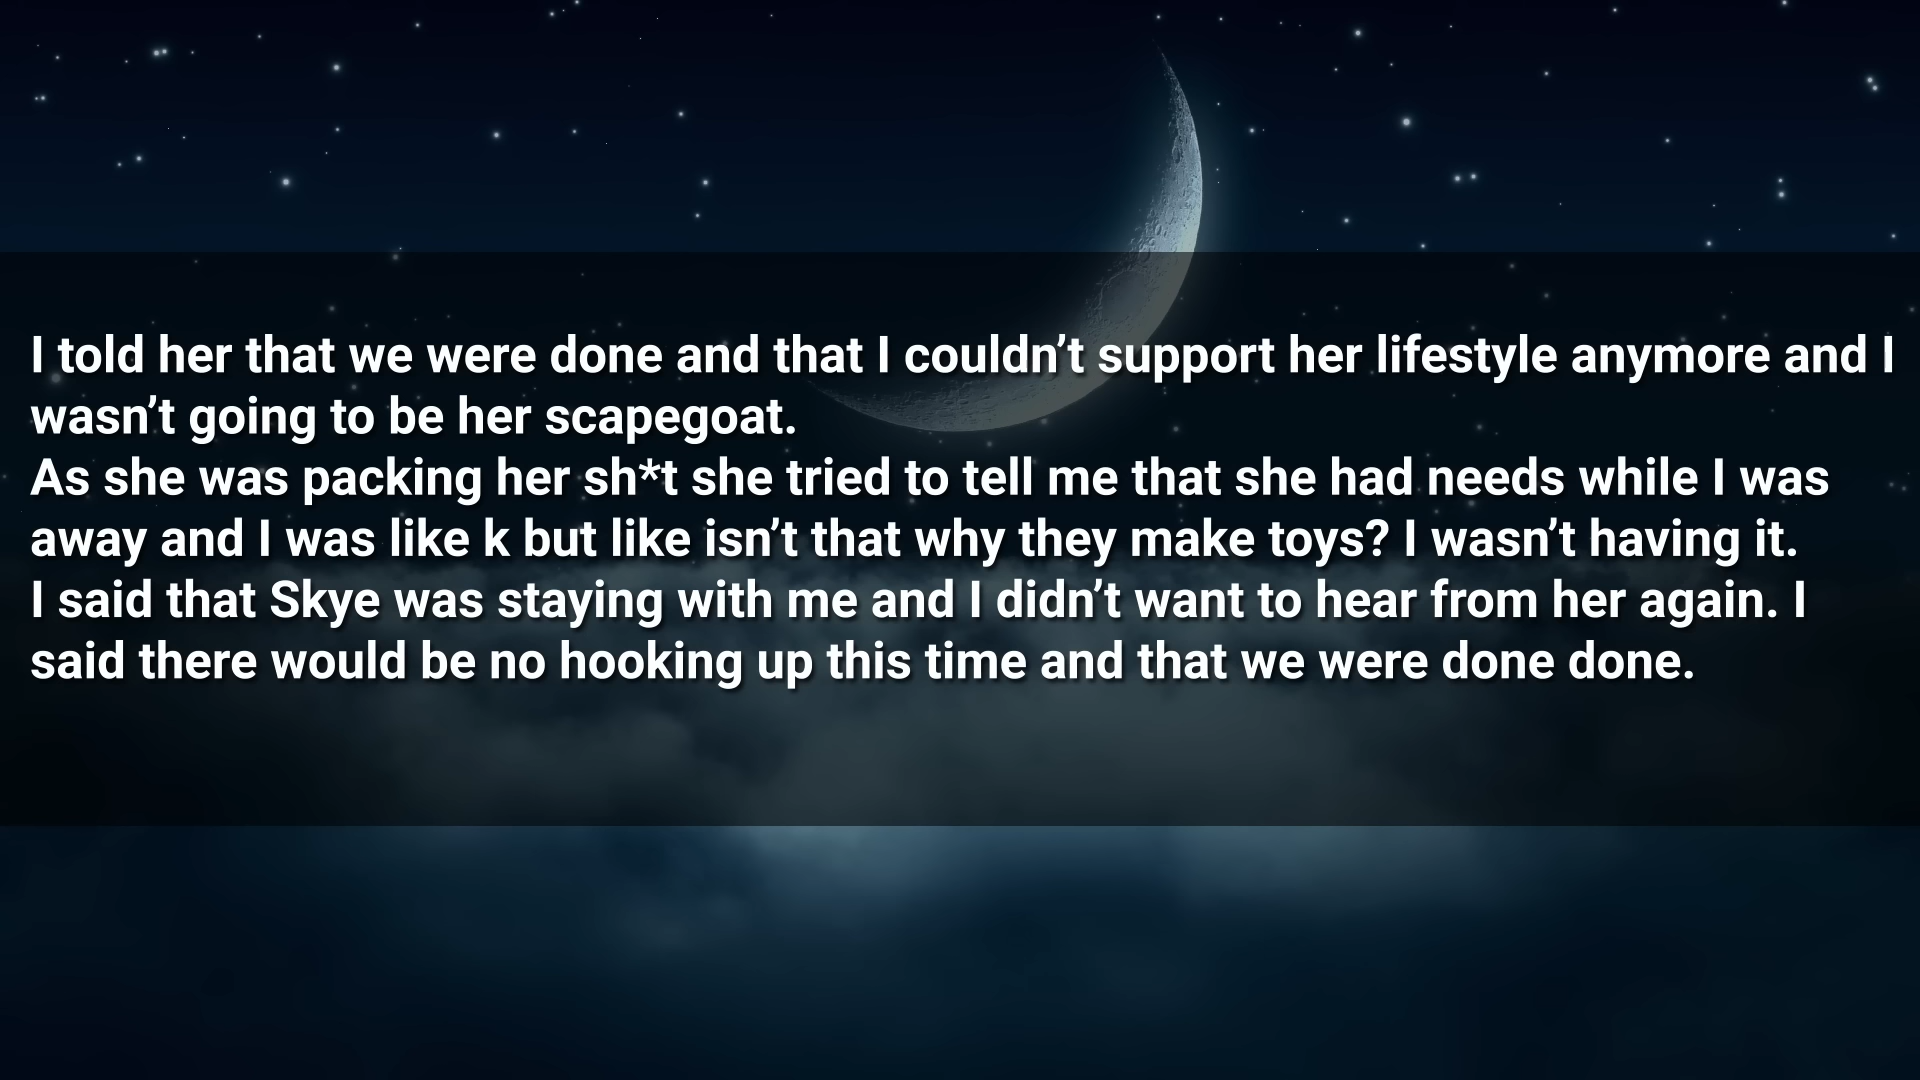 I told her that we were done and that I couldn’t support her lifestyle anymore and I
wasn’t going to be her scapegoat.
As she was packing her sh*t she tried to tell me that she had needs while I was
away and I was like k but like isn’t that why they make toys? I wasn’t having it.
I said that Skye was staying with me and I didn’t want to hear from her again. I
said there would be no hooking up this time and that we were done done.